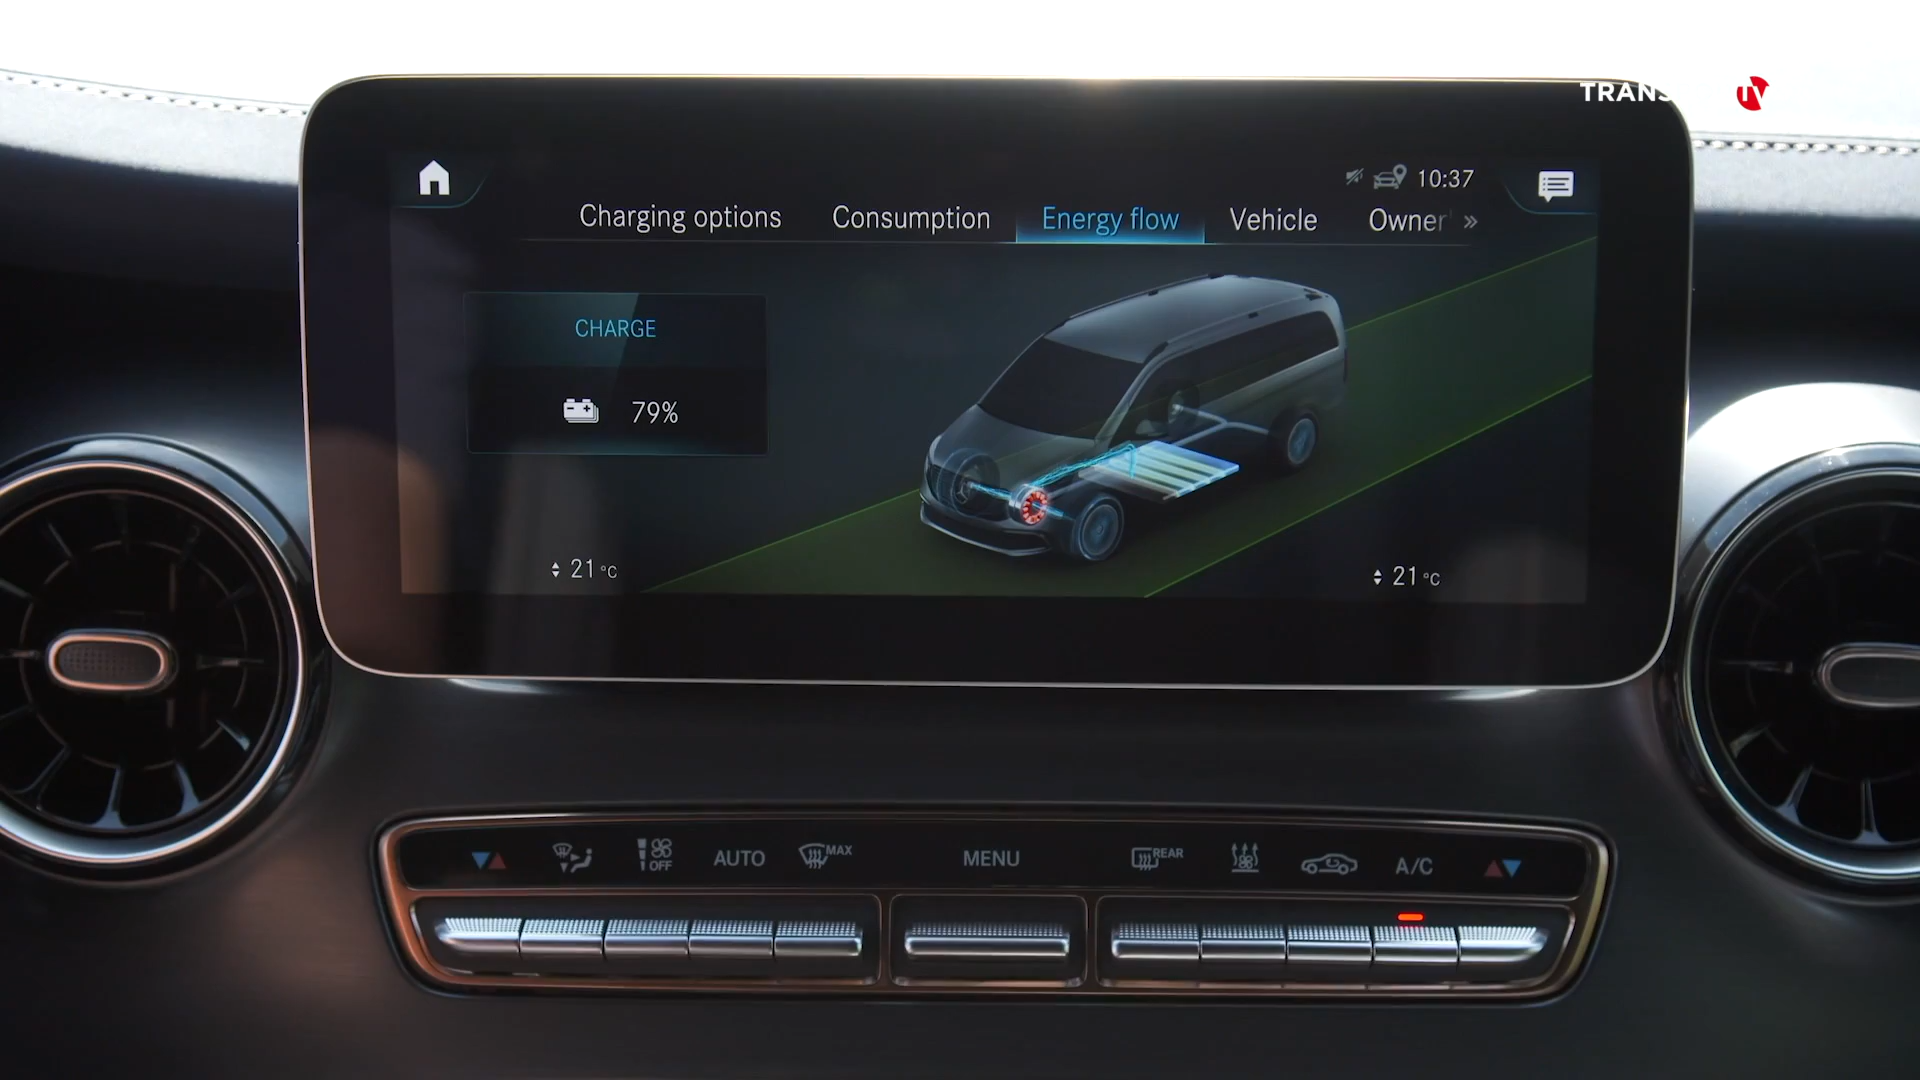 TRANS TV
10:37
Charging options Consumption Energy flow Vehicle Owner »
CHARGE
79%
21 °C 21 °C
OFF AUTO MAX MENU REAR A/C